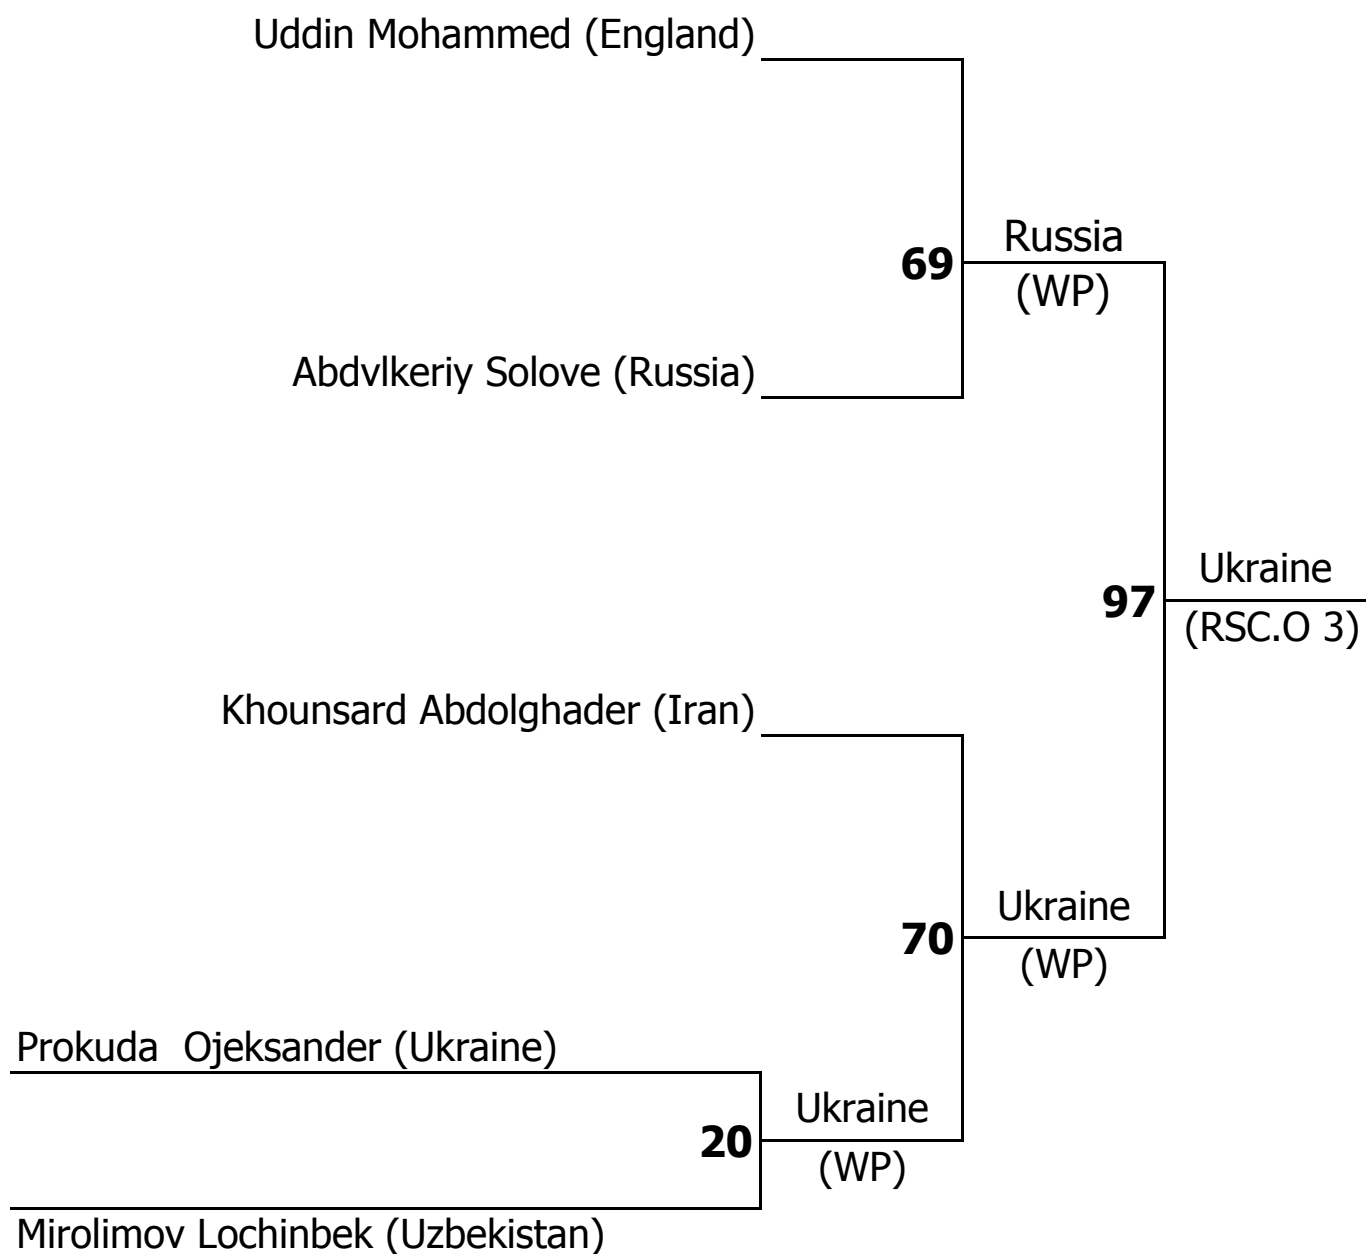 Uddin Mohammed (England)
69
Russia
(WP)
Abdvlkeriy Solove (Russia)
97
Ukraine
(RSC.O 3)
Khounsard Abdolghader (Iran)
70
Ukraine
(WP)
Prokuda  Ojeksander (Ukraine)
20
Ukraine
(WP)
Mirolimov Lochinbek (Uzbekistan)